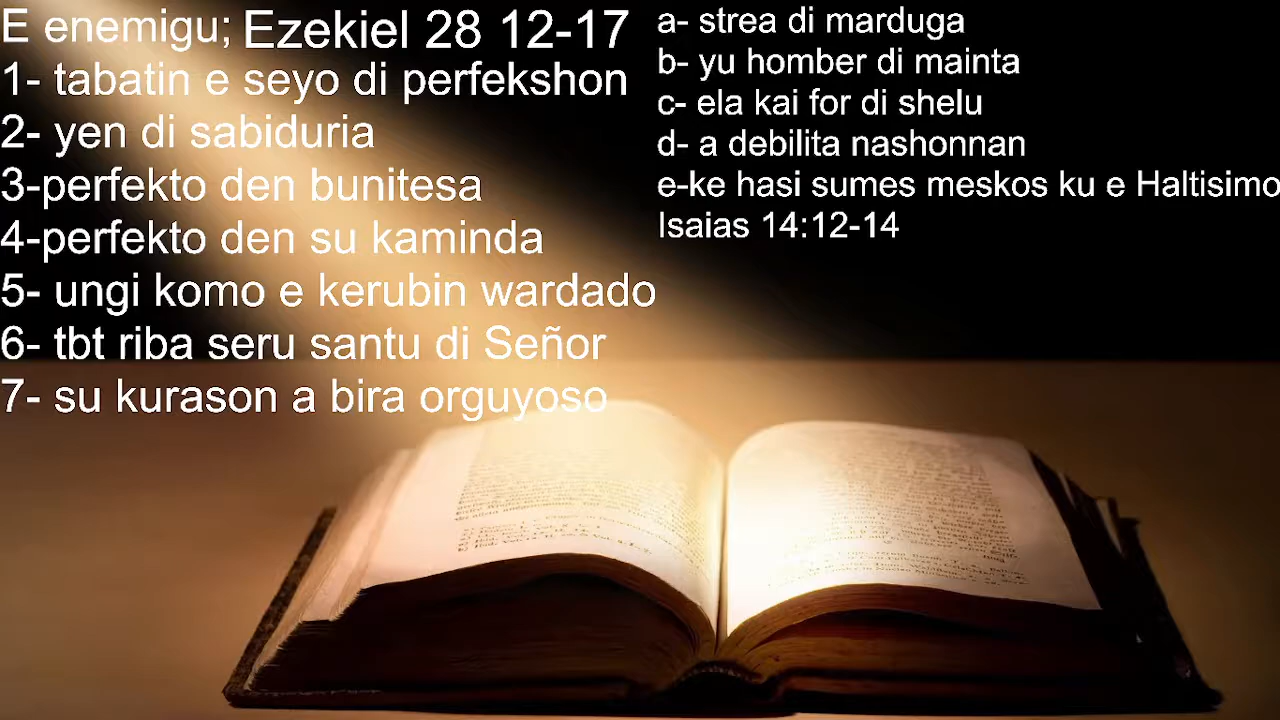 E enemigu; Ezekiel 28 12-17
1- tabatin e seyo di perfekshon
2- yen di sabiduria
3-perfekto den bunitesa
4-perfekto den su kaminda
5- ungi komo e kerubin wardado
6- tbt riba seru santu di Señor
7- su kurason a bira orguyoso
a- strea di marduga
b- yu homber di mainta
c- ela kai for di shelu
d- a debilita nashonnan
e-ke hasi sumes meskos ku e Haltisimo
Isaias 14:12-14